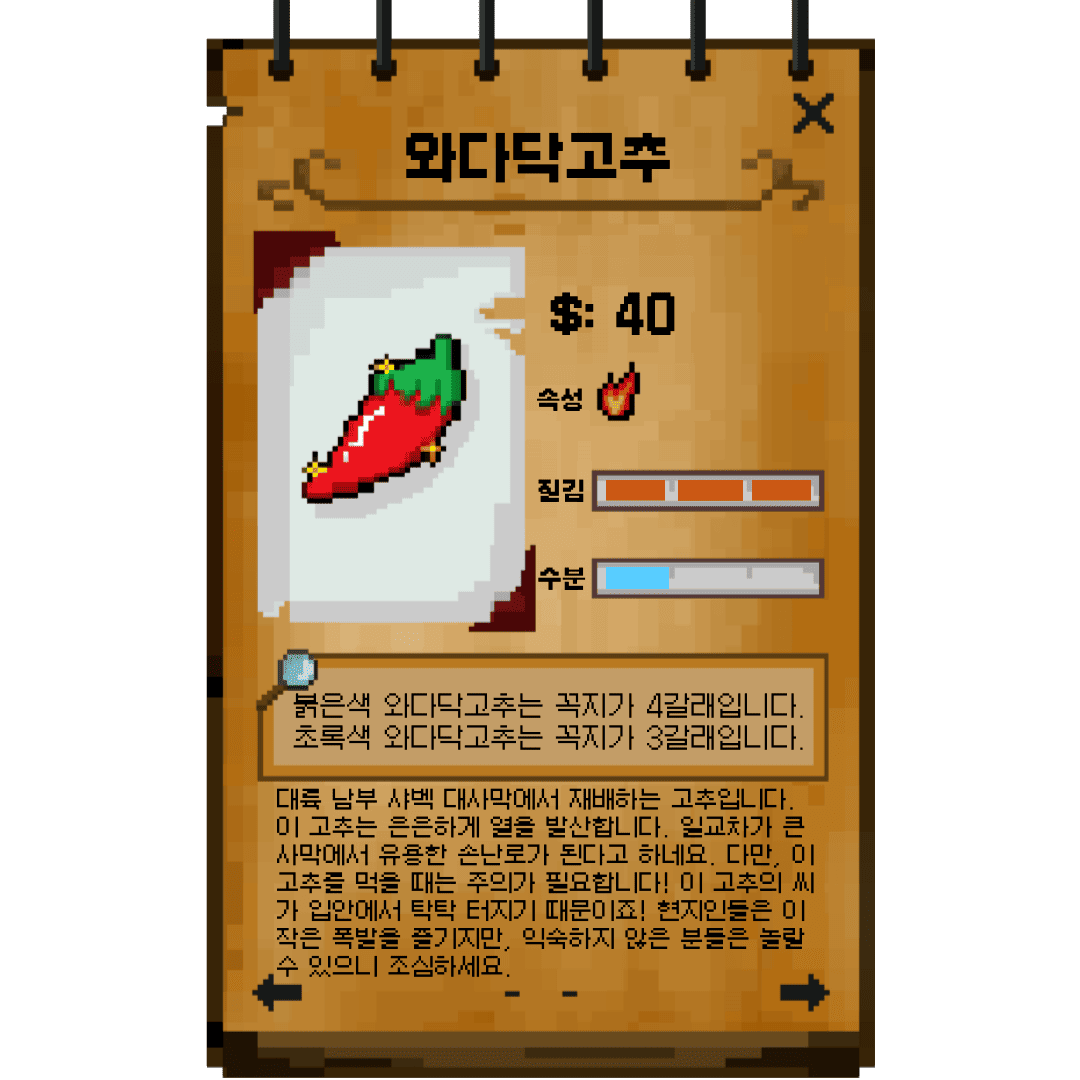 와다닥고추
$: 40
속성
질김
수분
붉은색 와다닥고추는 꼭지가 4갈래입니다.
초록색 와다닥고추는 꼭지가 3갈래입니다.
대륙 남부 샤벡 대사막에서 재배하는 고추입니다.
이 고추는 은은하게 열을 발산합니다. 일교차가 큰
사막에서 유용한 손난로가 된다고 하네요. 다만, 이
고추를 먹을 때는 주의가 필요합니다! 이 고추의 씨
가 입안에서 탁탁 터지기 때문이죠! 현지인들은 이
작은 폭발을 즐기지만, 익숙하지 않은 분들은 놀랄
수 있으니 조심하세요.